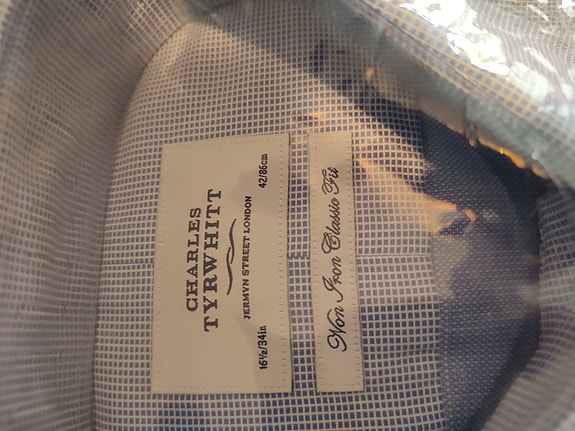 CHARLES
TYRWHITT
JERMYN STREET LONDON
16½/34in 42/86cm
Non Iron Classic Fit